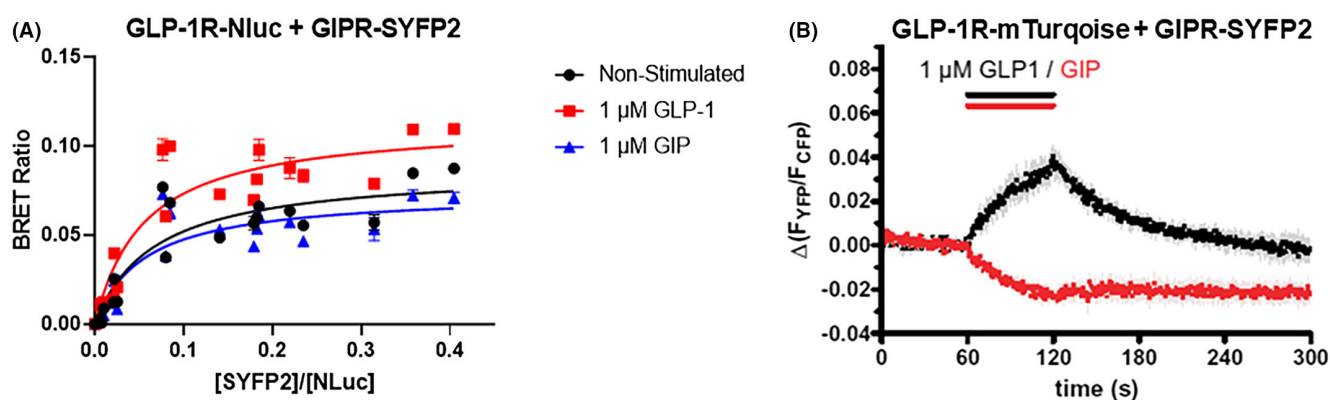 (A)
GLP-1R-Nluc + GIPR-SYFP2
0.15
0.10
0.05
0.00
BRET Ratio
0.0 0.1 0.2 0.3 0.4
[SYFP2]/[NLuc]
Non-Stimulated
1 µM GLP-1
1 µM GIP
(B)
GLP-1R-mTurqoise + GIPR-SYFP2
1 µM GLP1 / GIP
0.08
0.06
0.04
0.02
0.00
-0.02
-0.04
Δ(FYFP/FCFP)
0 60 120 180 240 300
time (s)